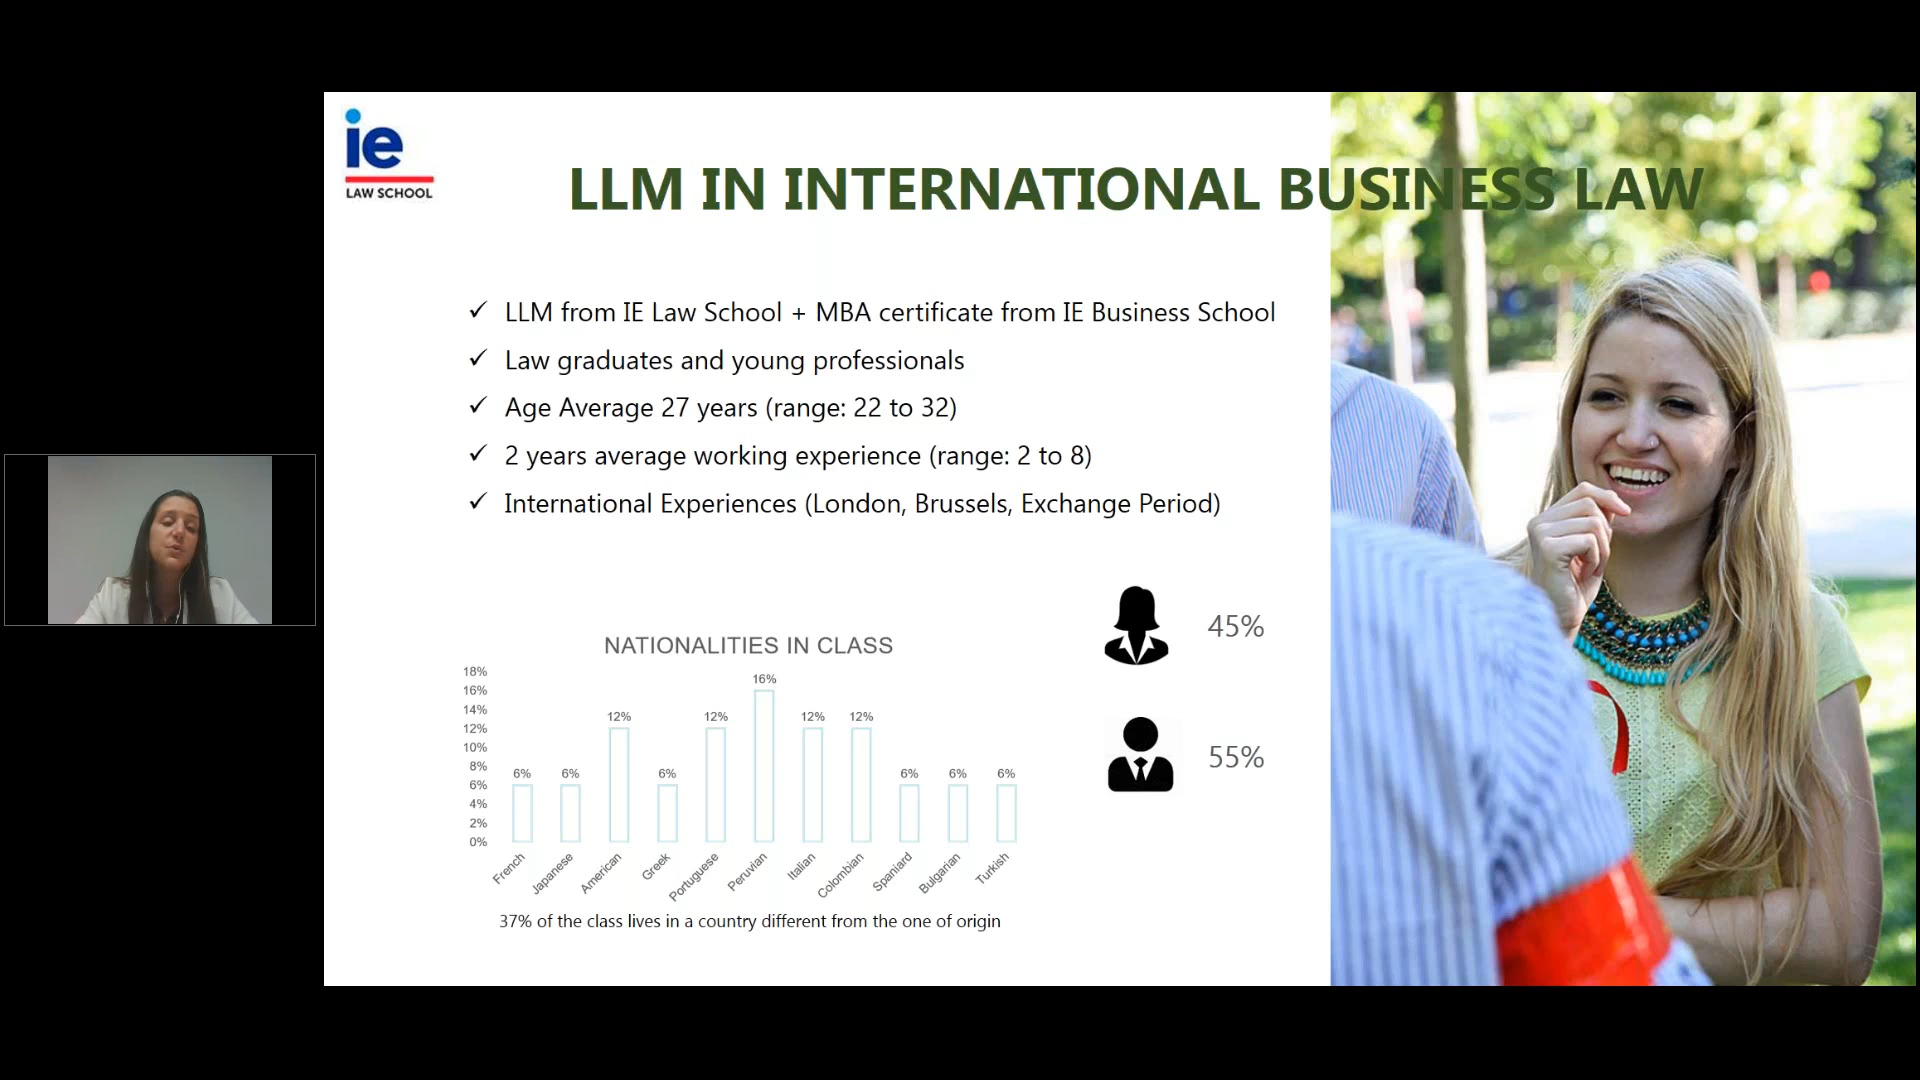 ie
LAW SCHOOL
LLM IN INTERNATIONAL BUSINESS LAW
✓ LLM from IE Law School + MBA certificate from IE Business School
✓ Law graduates and young professionals
✓ Age Average 27 years (range: 22 to 32)
✓ 2 years average working experience (range: 2 to 8)
✓ International Experiences (London, Brussels, Exchange Period)
45%
55%
NATIONALITIES IN CLASS
18%
16%
14%
12%
10%
8%
6%
4%
2%
0%
6% 6% 12% 6% 12% 16% 12% 12% 6% 6% 6%
French Japanese American Greek Portuguese Peruvian Italian Colombian Spaniard Bulgarian Turkish
37% of the class lives in a country different from the one of origin